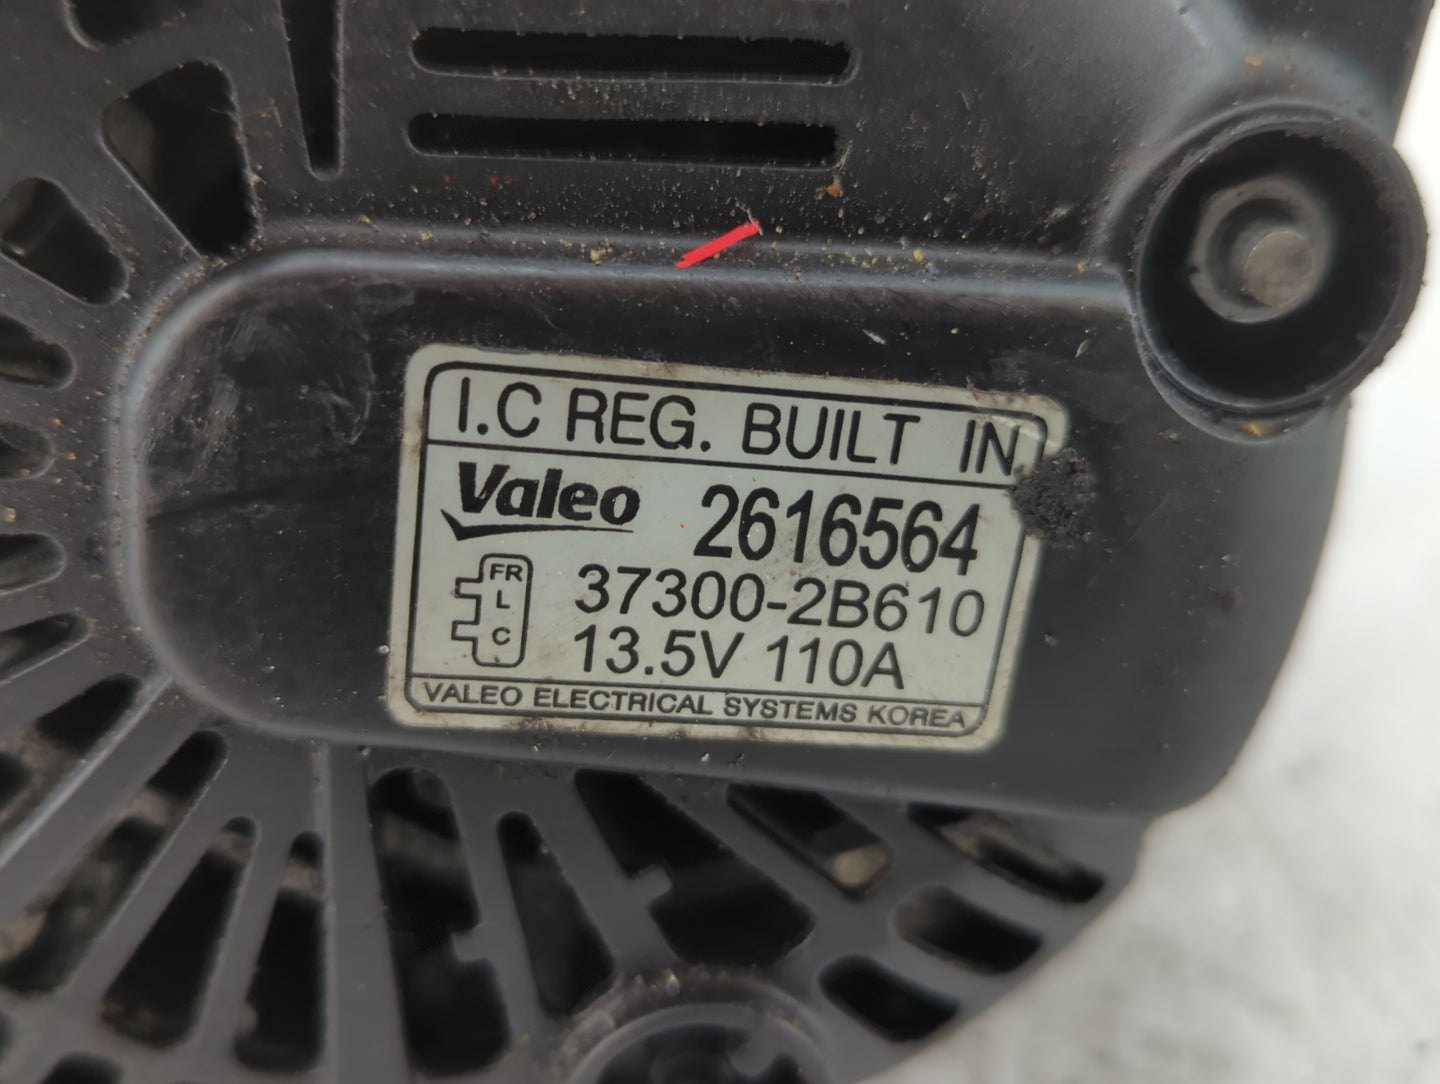 I.C REG. BUILT IN
Valeo 2616564
FR
L
C
37300-2B610
13.5V 110A
VALEO ELECTRICAL SYSTEMS KOREA